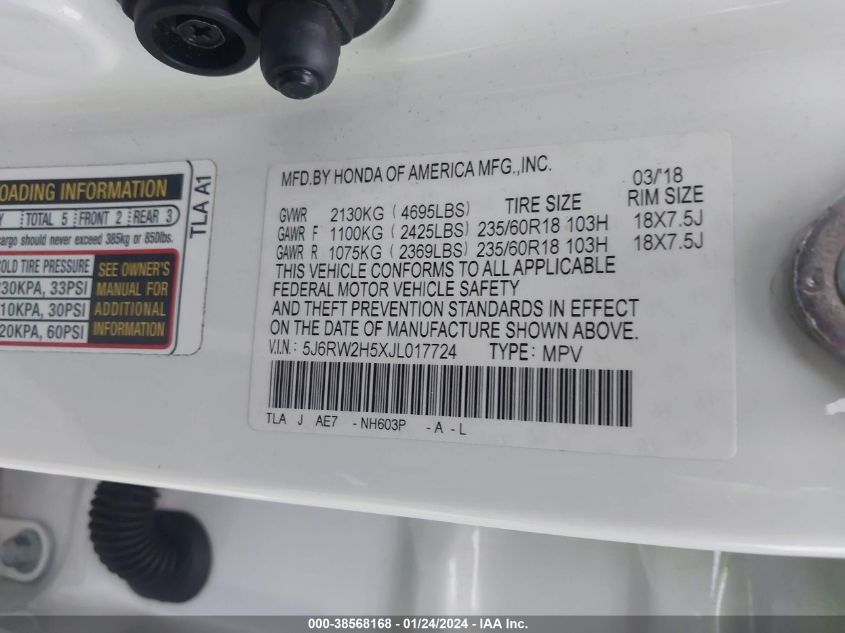 OADING INFORMATION
Y TOTAL 5 FRONT 2 REAR 3
cargo should never exceed 385kg or 850lbs.
OLD TIRE PRESSURE
230KPA, 33PSI
10KPA, 30PSI
20KPA, 60PSI
SEE OWNER'S
MANUAL FOR
ADDITIONAL
INFORMATION
TLA A1
MFD.BY HONDA OF AMERICA MFG.,INC. 03/'18
GVWR 2130KG (4695LBS) TIRE SIZE RIM SIZE
GAWR F 1100KG (2425LBS) 235/60R18 103H 18X7.5J
GAWR R 1075KG (2369LBS) 235/60R18 103H 18X7.5J
THIS VEHICLE CONFORMS TO ALL APPLICABLE
FEDERAL MOTOR VEHICLE SAFETY
AND THEFT PREVENTION STANDARDS IN EFFECT
ON THE DATE OF MANUFACTURE SHOWN ABOVE.
V.I.N.: 5J6RW2H5XJL017724 TYPE: MPV
TLA J AE7 -NH603P -A -L
000-38568168 - 01/24/2024 - IAA Inc.